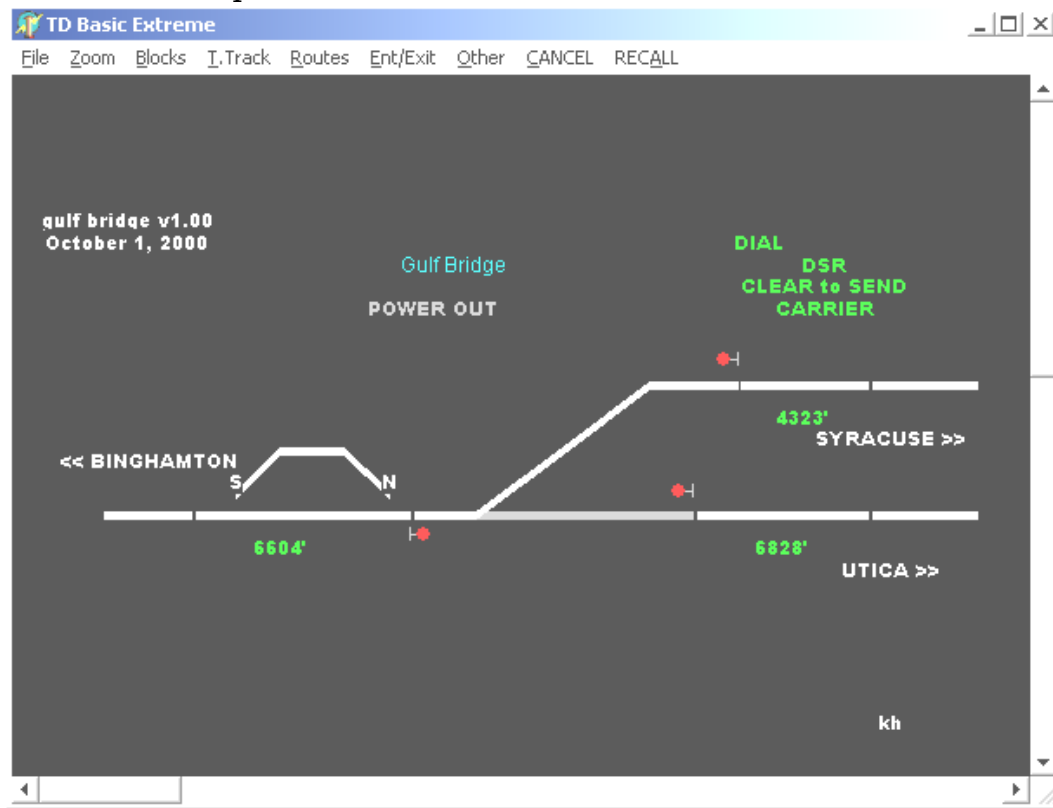 TD Basic Extreme
File Zoom Blocks T.Track Routes Ent/Exit Other CANCEL RECALL
gulf bridge v1.00
October 1, 2000
DIAL
Gulf Bridge
DSR
CLEAR to SEND
POWER OUT
CARRIER
4323'
SYRACUSE >>
<< BINGHAMTON
S
N
6604'
6828'
UTICA >>
kh